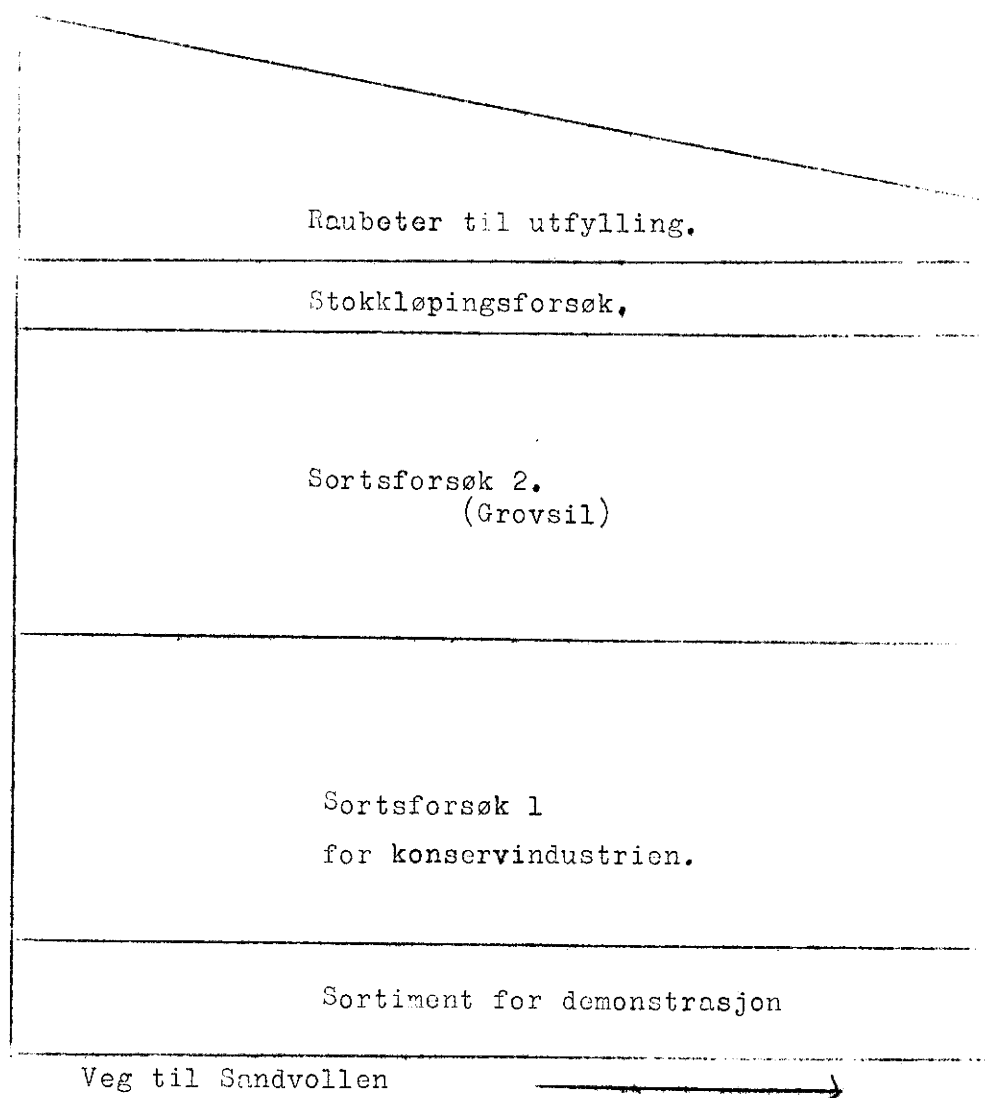 Raubeter til utfylling.
Stokkløpingsforsøk.
Sortsforsøk 2.
(Grovsil)
Sortsforsøk 1
for konservindustrien.
Sortiment for demonstrasjon
Veg til Sandvollen